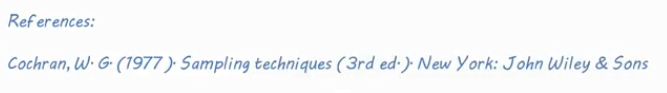 References:
Cochran, W. G. (1977). Sampling techniques (3rd ed.). New York: John Wiley & Sons